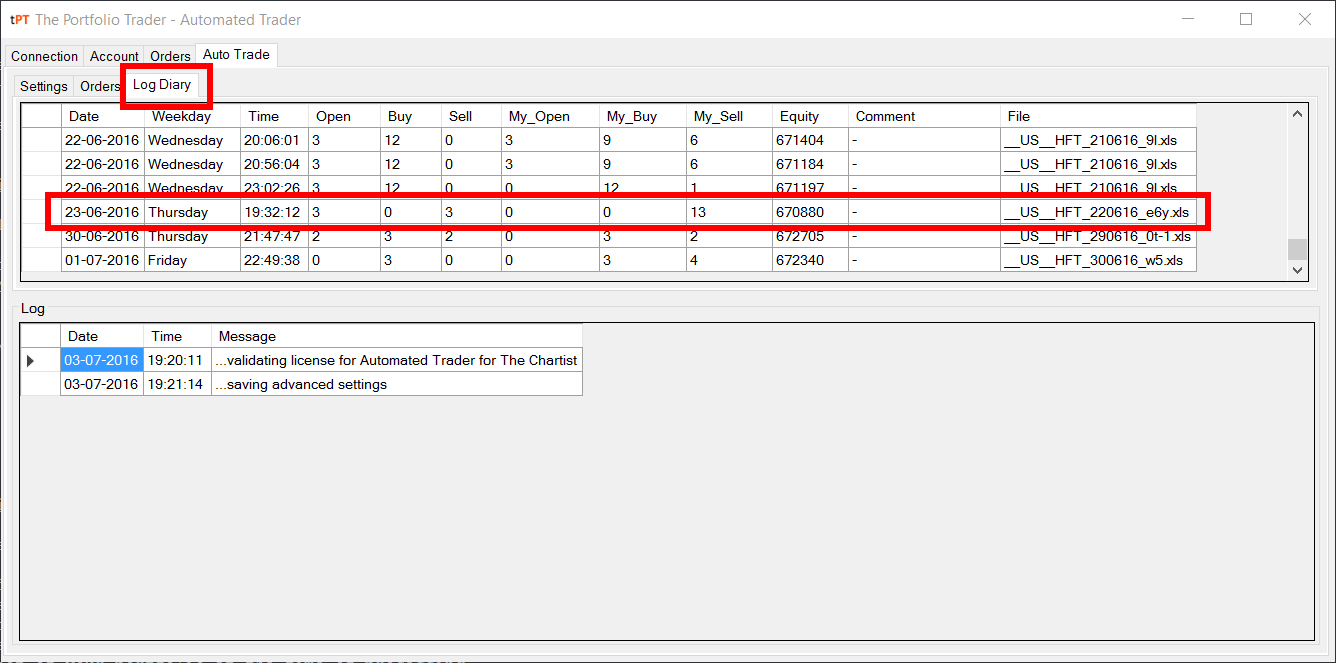 tPT The Portfolio Trader - Automated Trader
Connection Account Orders Auto Trade
Settings Orders Log Diary
Date Weekday Time Open Buy Sell My_Open My_Buy My_Sell Equity Comment File
22-06-2016 Wednesday 20:06:01 3 12 0 3 9 6 671404 - __US__HFT_210616_9l.xls
22-06-2016 Wednesday 20:56:04 3 12 0 3 9 6 671184 - __US__HFT_210616_9l.xls
22-06-2016 Wednesday 23:02:26 3 12 0 0 12 1 671197 - __US__HFT_210616_9l.xls
23-06-2016 Thursday 19:32:12 3 0 3 0 0 13 670880 - __US__HFT_220616_e6y.xls
30-06-2016 Thursday 21:47:47 2 3 2 0 3 2 672705 - __US__HFT_290616_0t-1.xls
01-07-2016 Friday 22:49:38 0 3 0 0 3 4 672340 - __US__HFT_300616_w5.xls
Log
Date Time Message
03-07-2016 19:20:11 ...validating license for Automated Trader for The Chartist
03-07-2016 19:21:14 ...saving advanced settings